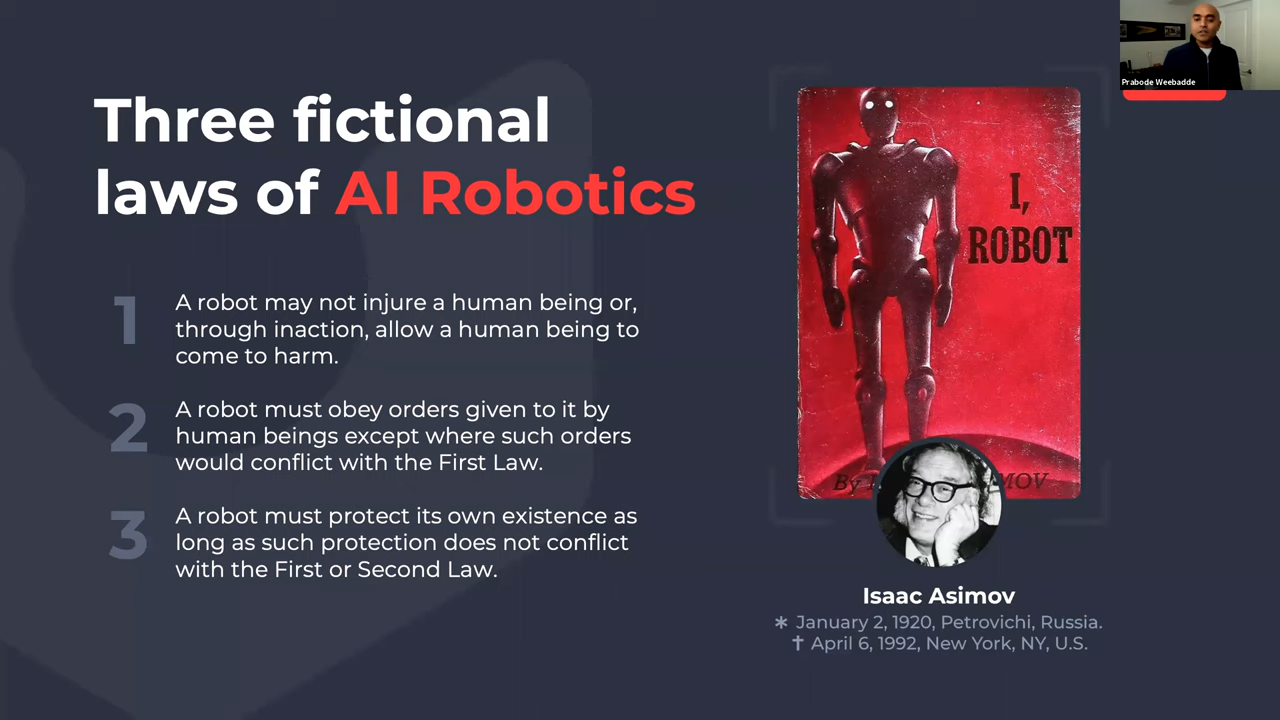 Three fictional
laws of AI Robotics
1
A robot may not injure a human being or,
through inaction, allow a human being to
come to harm.
2
A robot must obey orders given to it by
human beings except where such orders
would conflict with the First Law.
3
A robot must protect its own existence as
long as such protection does not conflict
with the First or Second Law.
I,
ROBOT
By
Isaac Asimov
* January 2, 1920, Petrovichi, Russia.
† April 6, 1992, New York, NY, U.S.
Prabode Weebadde